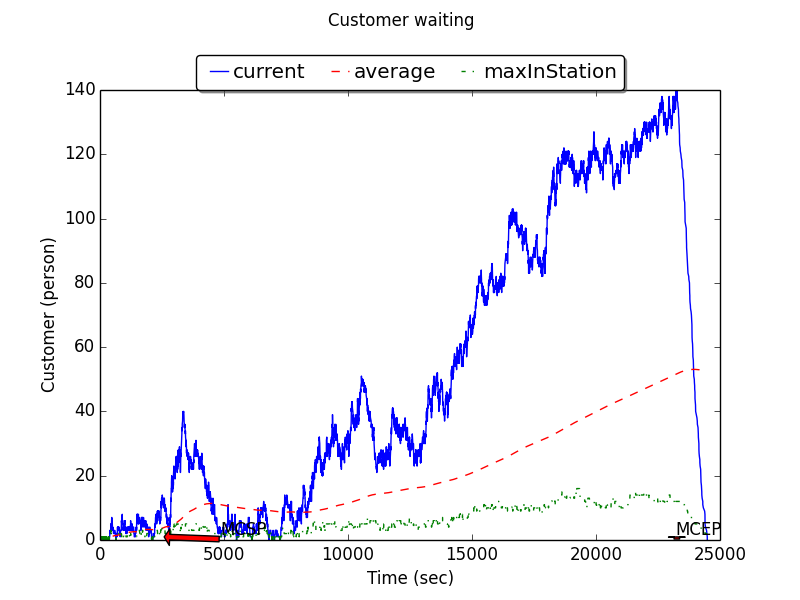 Customer waiting
current average maxInStation
140
120
100
80
60
40
20
0
Customer (person)
MCSP
MCEP
0 5000 10000 15000 20000 25000
Time (sec)